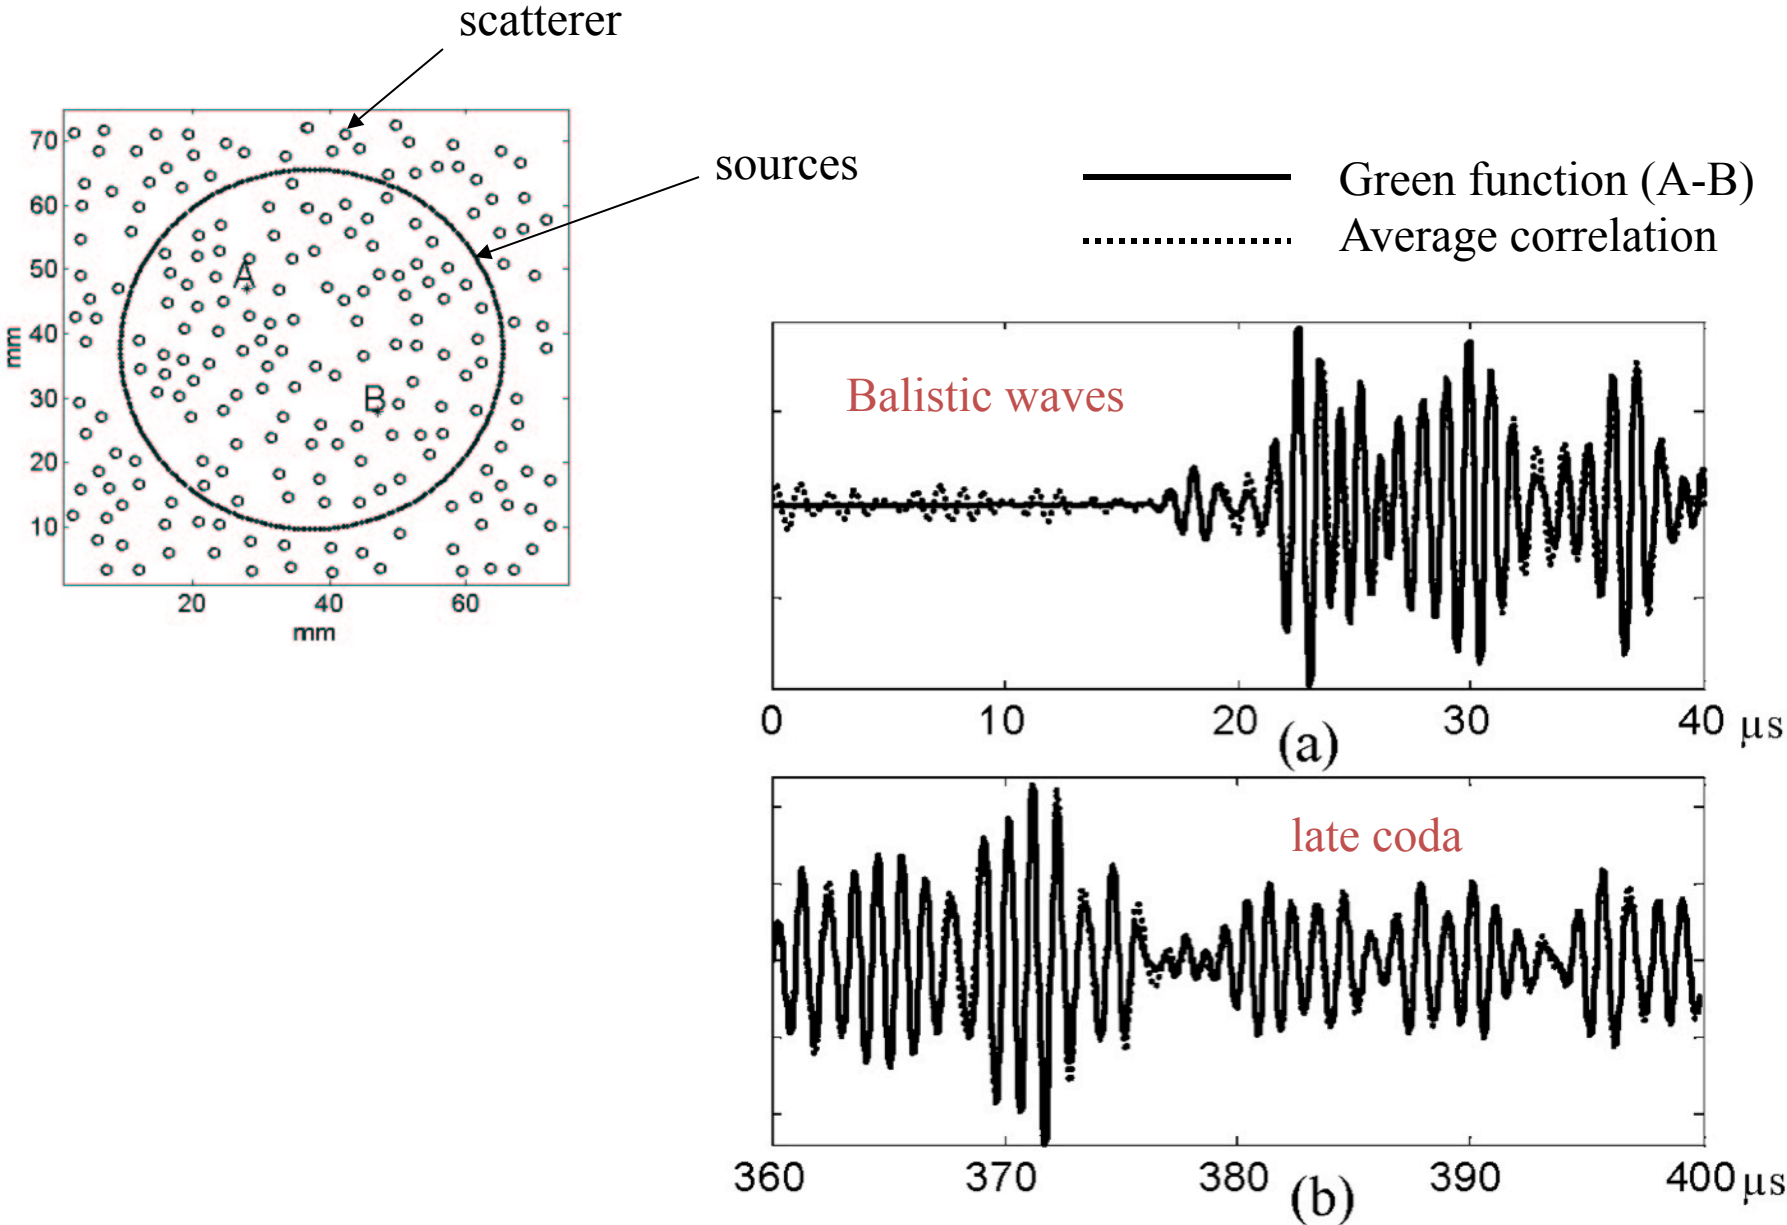 scatterer
sources
Green function (A-B)
Average correlation
70
60
50
40
30
20
10
mm
A
B
20 40 60
mm
Balistic waves
0 10 20 30 40 µs
(a)
late coda
360 370 380 390 400 µs
(b)